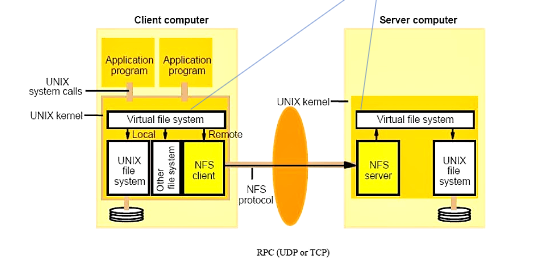 Client computer
Server computer
Application
program
Application
program
UNIX
system calls
UNIX kernel
UNIX kernel
Virtual file system
Virtual file system
Local
Remote
UNIX
file
system
Other
file system
NFS
client
NFS
protocol
NFS
server
UNIX
file
system
RPC (UDP or TCP)